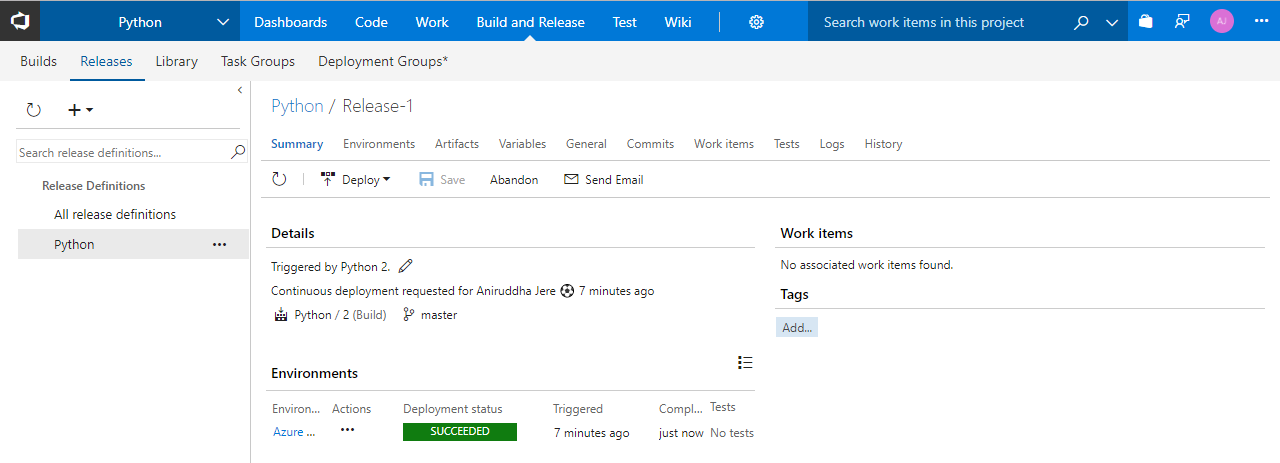 Python Dashboards Code Work Build and Release Test Wiki Search work items in this project AJ
Builds Releases Library Task Groups Deployment Groups*
Python / Release-1
Summary Environments Artifacts Variables General Commits Work items Tests Logs History
Search release definitions...
Deploy Save Abandon Send Email
Release Definitions
All release definitions
Python ...
Details
Triggered by Python 2.
Continuous deployment requested for Aniruddha Jere 7 minutes ago
Python / 2 (Build) master
Work items
No associated work items found.
Tags
Add...
Environments
Environ... Actions Deployment status Triggered Compl... Tests
Azure ... ... SUCCEEDED 7 minutes ago just now No tests